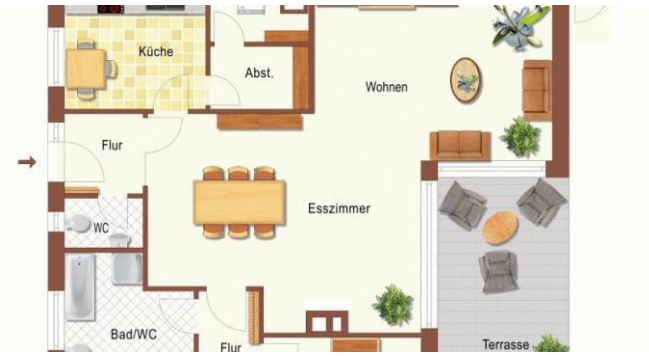 Küche
Abst.
Wohnen
Flur
Esszimmer
WC
Bad/WC
Flur
Terrasse